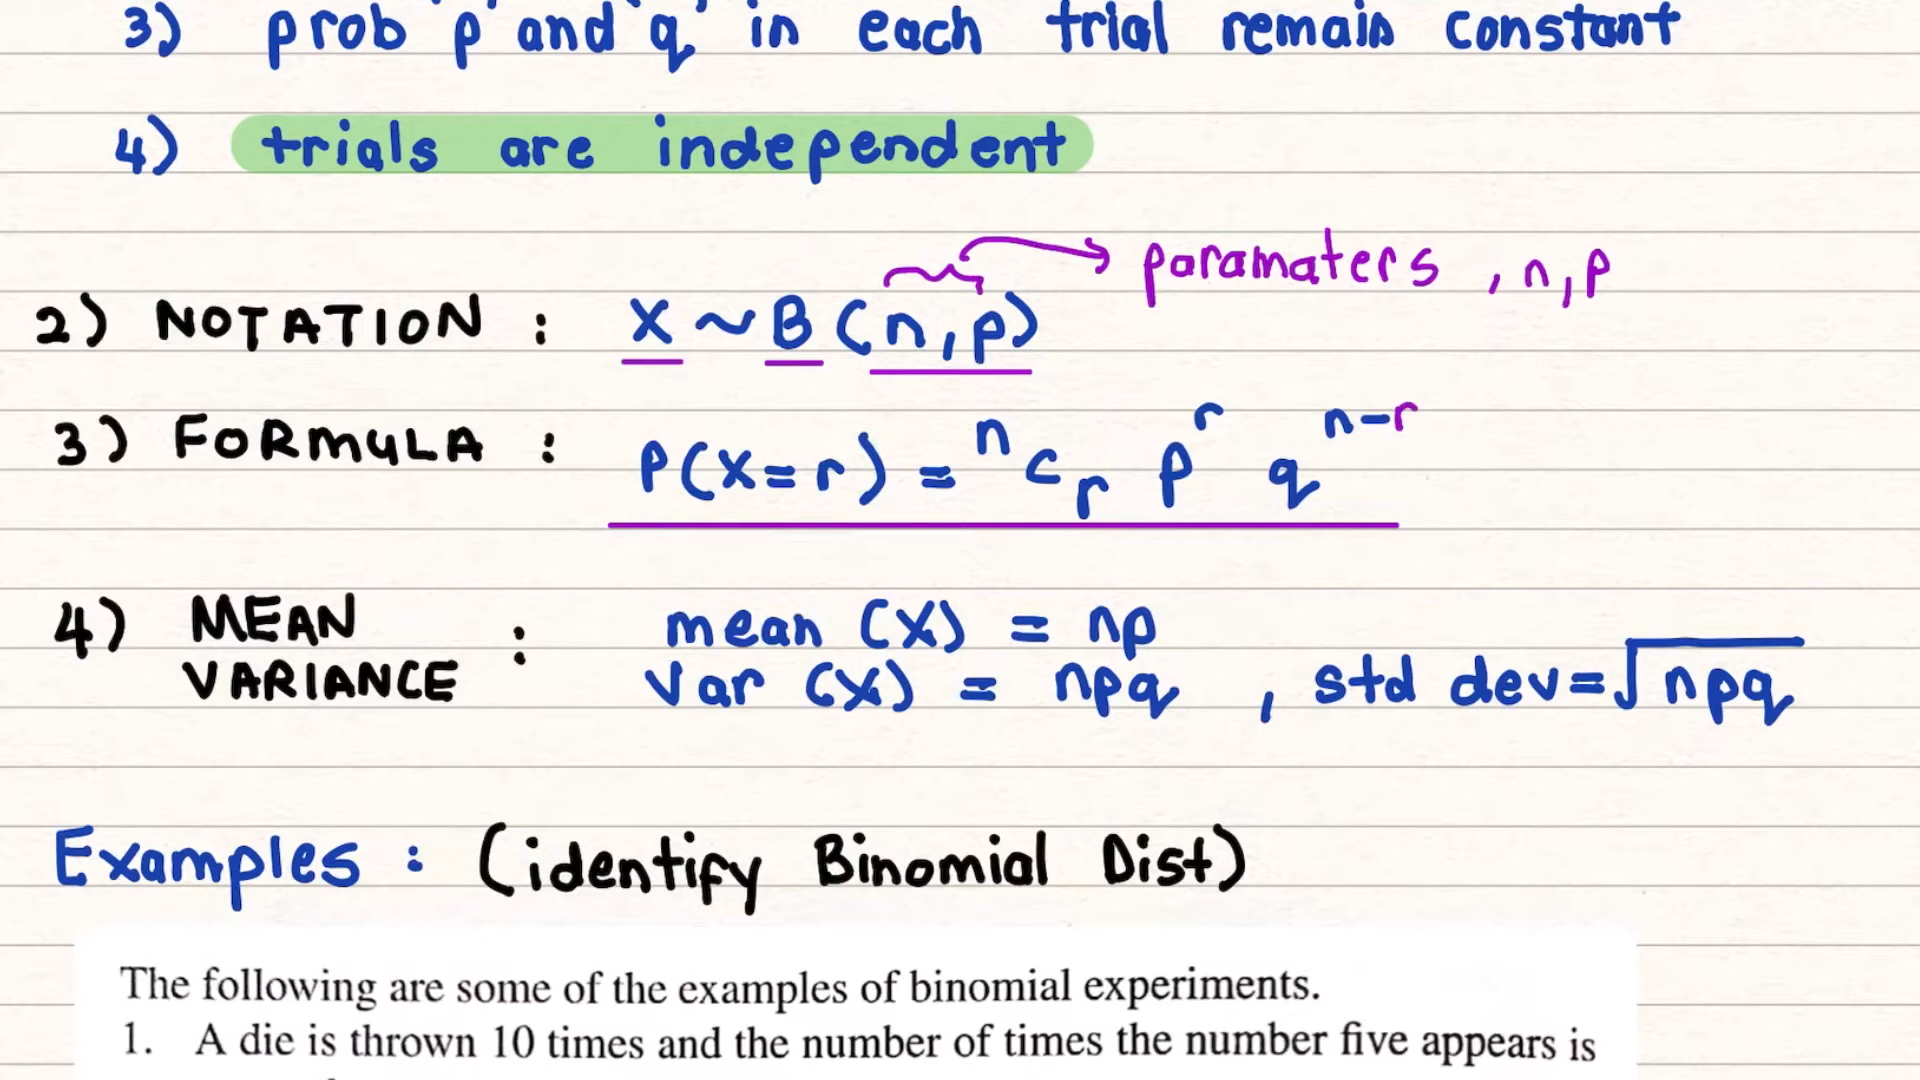 3) prob 'p' and 'q' in each trial remain constant
4) trials are independent
paramaters , n,p
2) NOTATION : X ~ B (n,p)
3) FORMULA : P(X=r) = ⁿCᵣ pʳ qⁿ⁻ʳ
4) MEAN VARIANCE : mean (X) = np
Var (X) = npq , std dev = √npq
Examples : (identify Binomial Dist)
The following are some of the examples of binomial experiments.
1. A die is thrown 10 times and the number of times the number five appears is